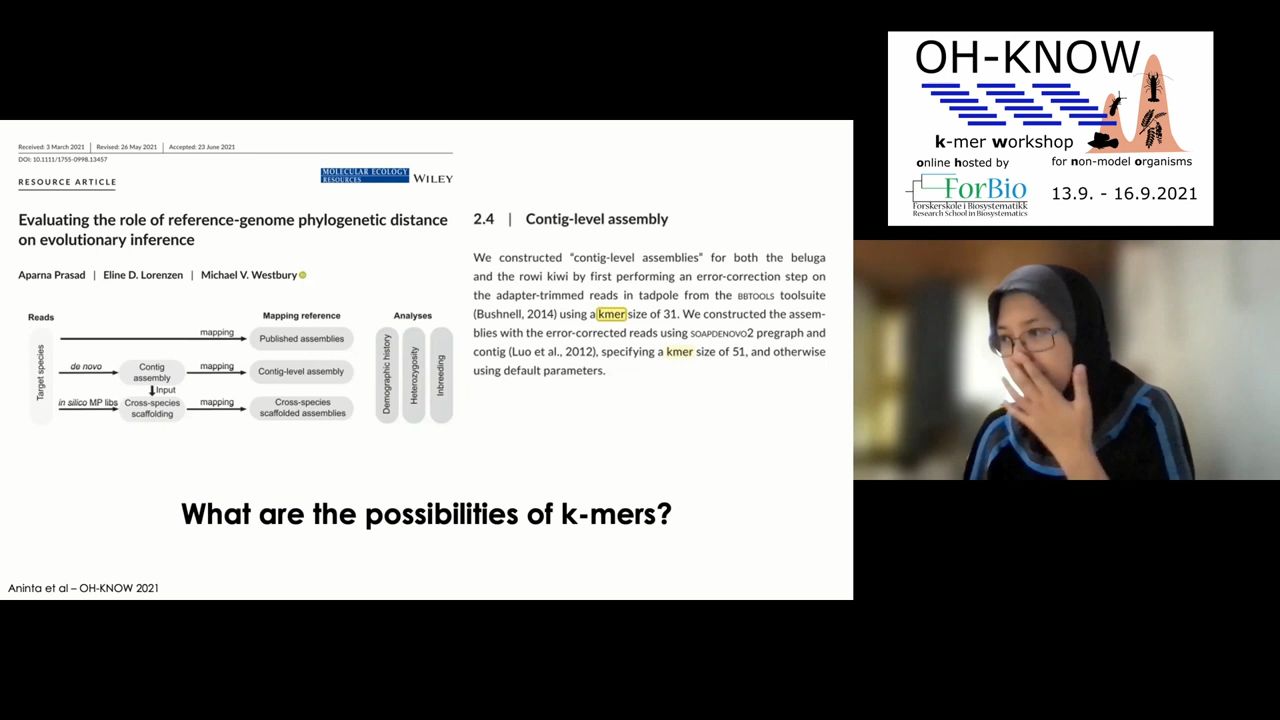 Received: 3 March 2021 | Revised: 26 May 2021 | Accepted: 23 June 2021
DOI: 10.1111/1755-0998.13457
RESOURCE ARTICLE
MOLECULAR ECOLOGY
RESOURCES
WILEY
Evaluating the role of reference-genome phylogenetic distance
on evolutionary inference
Aparna Prasad | Eline D. Lorenzen | Michael V. Westbury
Reads
Mapping reference
Analyses
Target species
mapping
Published assemblies
de novo
Contig
assembly
mapping
Contig-level assembly
Input
in silico MP libs
Cross-species
scaffolding
mapping
Cross-species
scaffolded assemblies
Demographic history
Heterozygosity
Inbreeding
2.4 | Contig-level assembly
We constructed “contig-level assemblies” for both the beluga
and the rowi kiwi by first performing an error-correction step on
the adapter-trimmed reads in tadpole from the BBTOOLS toolsuite
(Bushnell, 2014) using a kmer size of 31. We constructed the assem-
blies with the error-corrected reads using SOAPDENOVO2 pregraph and
contig (Luo et al., 2012), specifying a kmer size of 51, and otherwise
using default parameters.
What are the possibilities of k-mers?
Aninta et al – OH-KNOW 2021
OH-KNOW
k-mer workshop
online hosted by
for non-model organisms
ForBio
Forskerskole i Biosystematikk
Research School in Biosystematics
13.9. - 16.9.2021